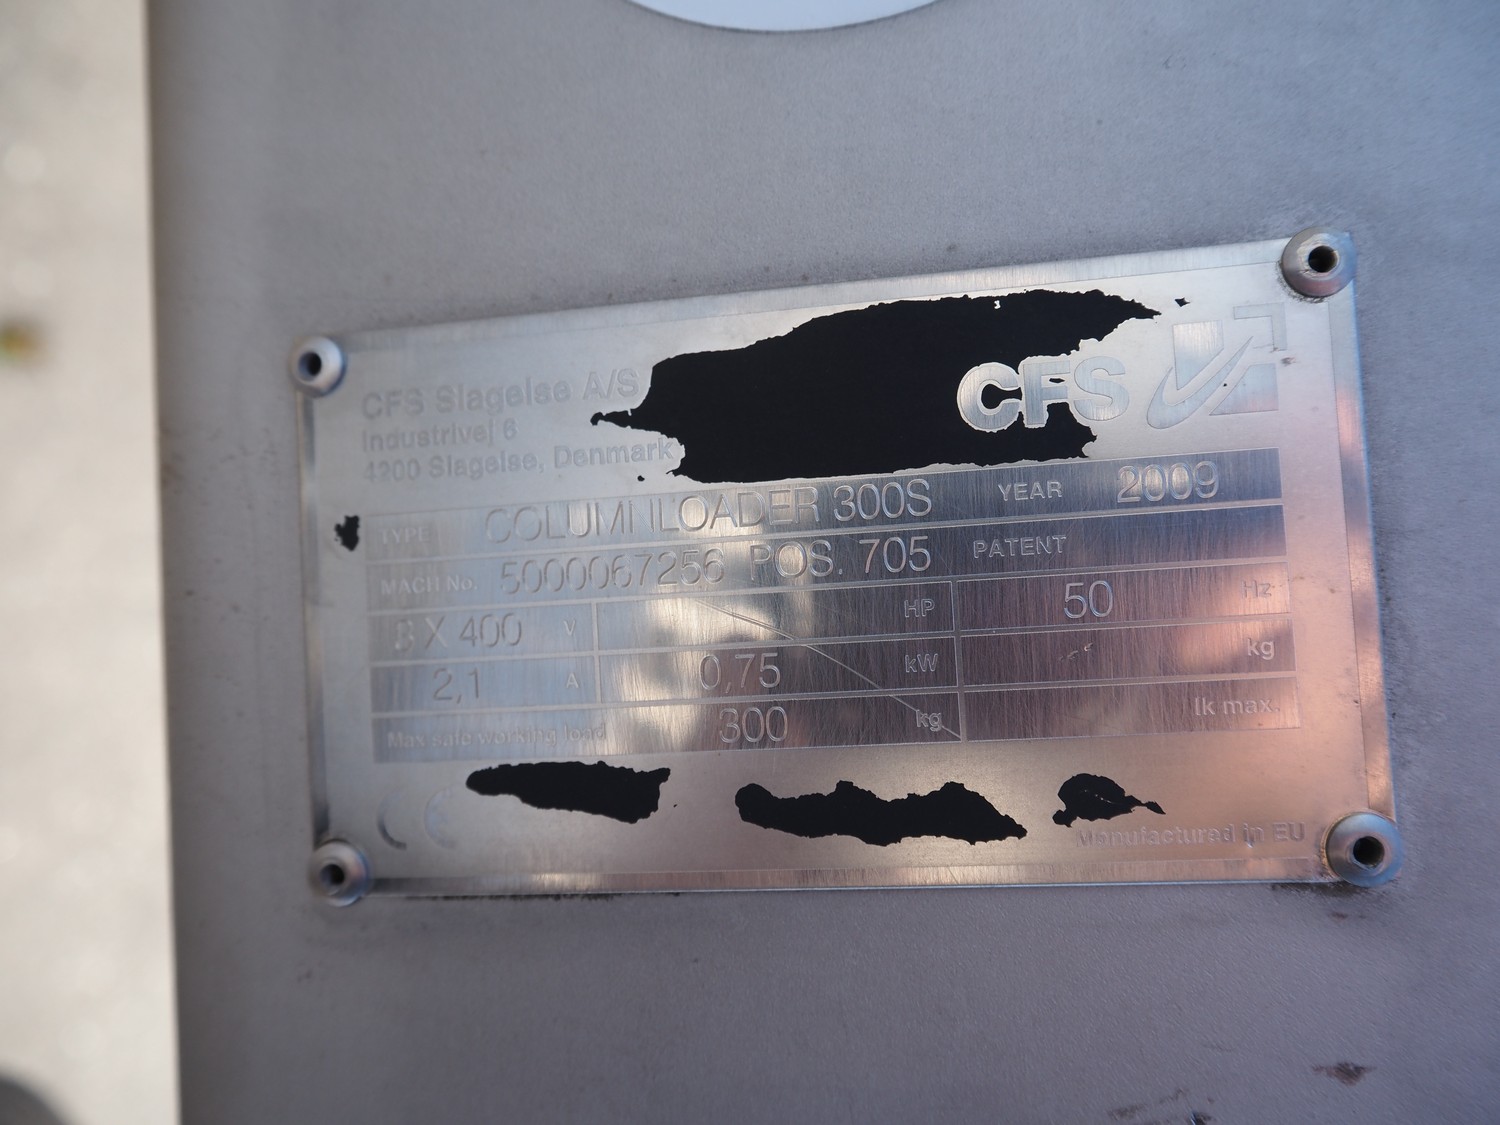 CFS Slagelse A/S
Industrivej 6
4200 Slagelse, Denmark
CFS
TYPE COLUMNLOADER 300S YEAR 2009
MACH No. 5000067256 POS. 705 PATENT
3 X 400 V HP 50 Hz
2,1 A 0,75 kW kg
Max safe working load 300 kg Ik max.
CE Manufactured in EU